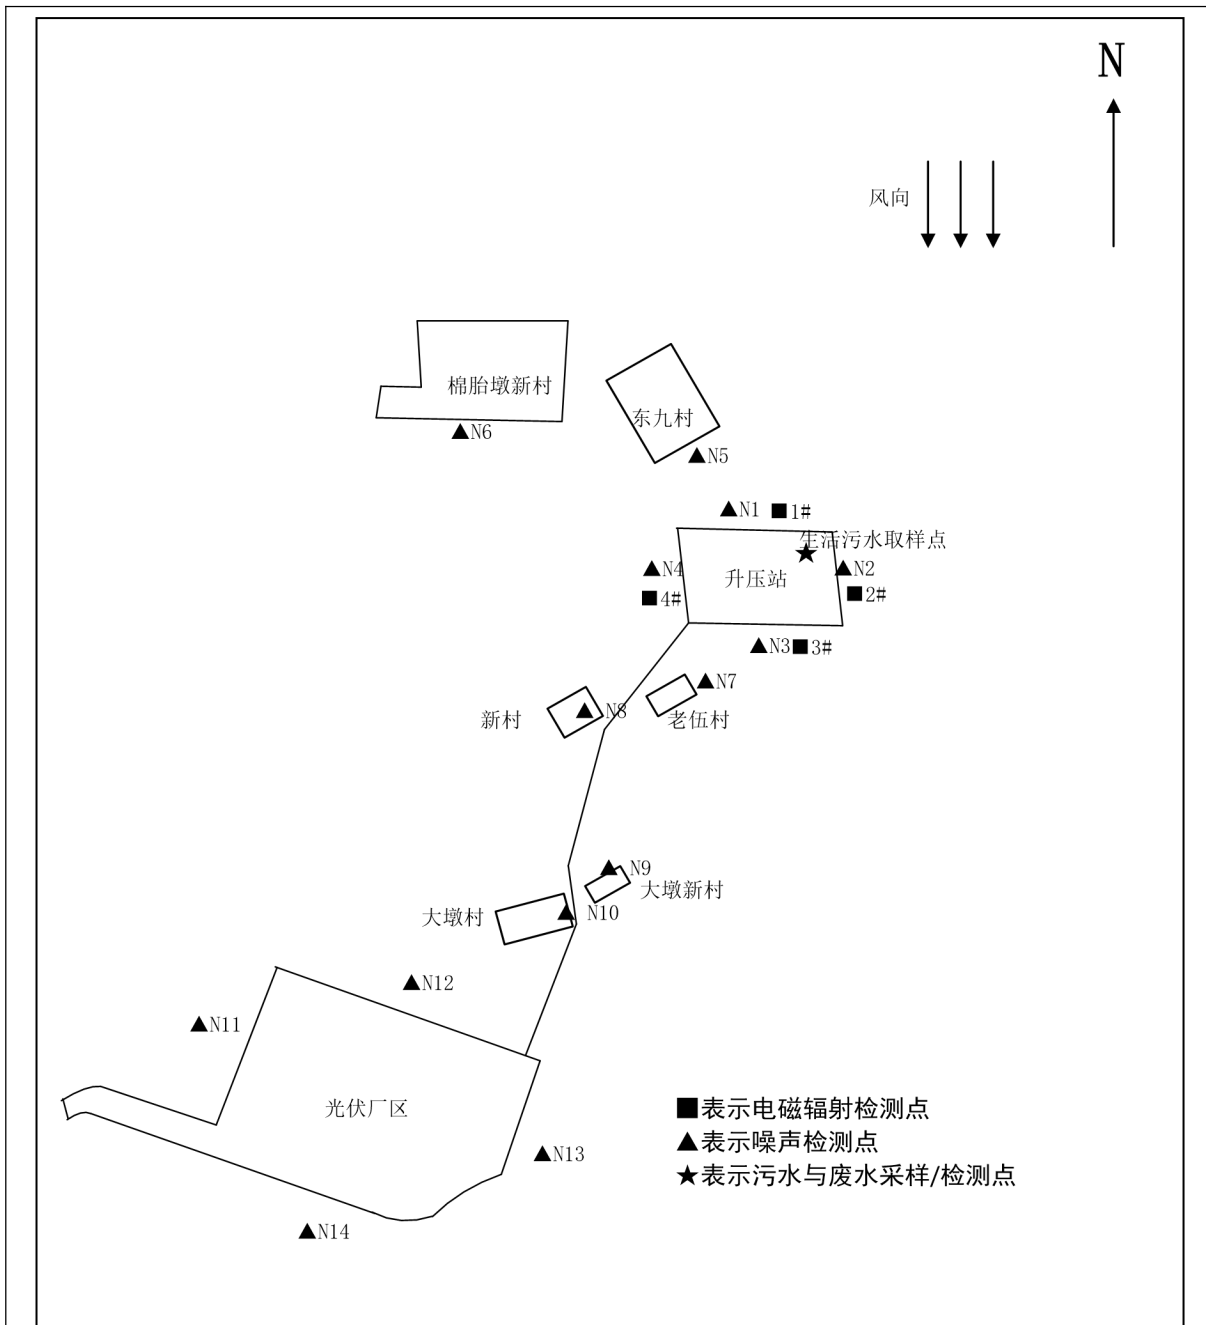 N
风向
棉胎墩新村
东九村
N6
N5
N1
1#
生活污水取样点
N4
升压站
N2
4#
2#
N3
3#
N7
新村
N8
老伍村
N9
大墩新村
大墩村
N10
N12
N11
光伏厂区
■表示电磁辐射检测点
▲表示噪声检测点
★表示污水与废水采样/检测点
N13
N14